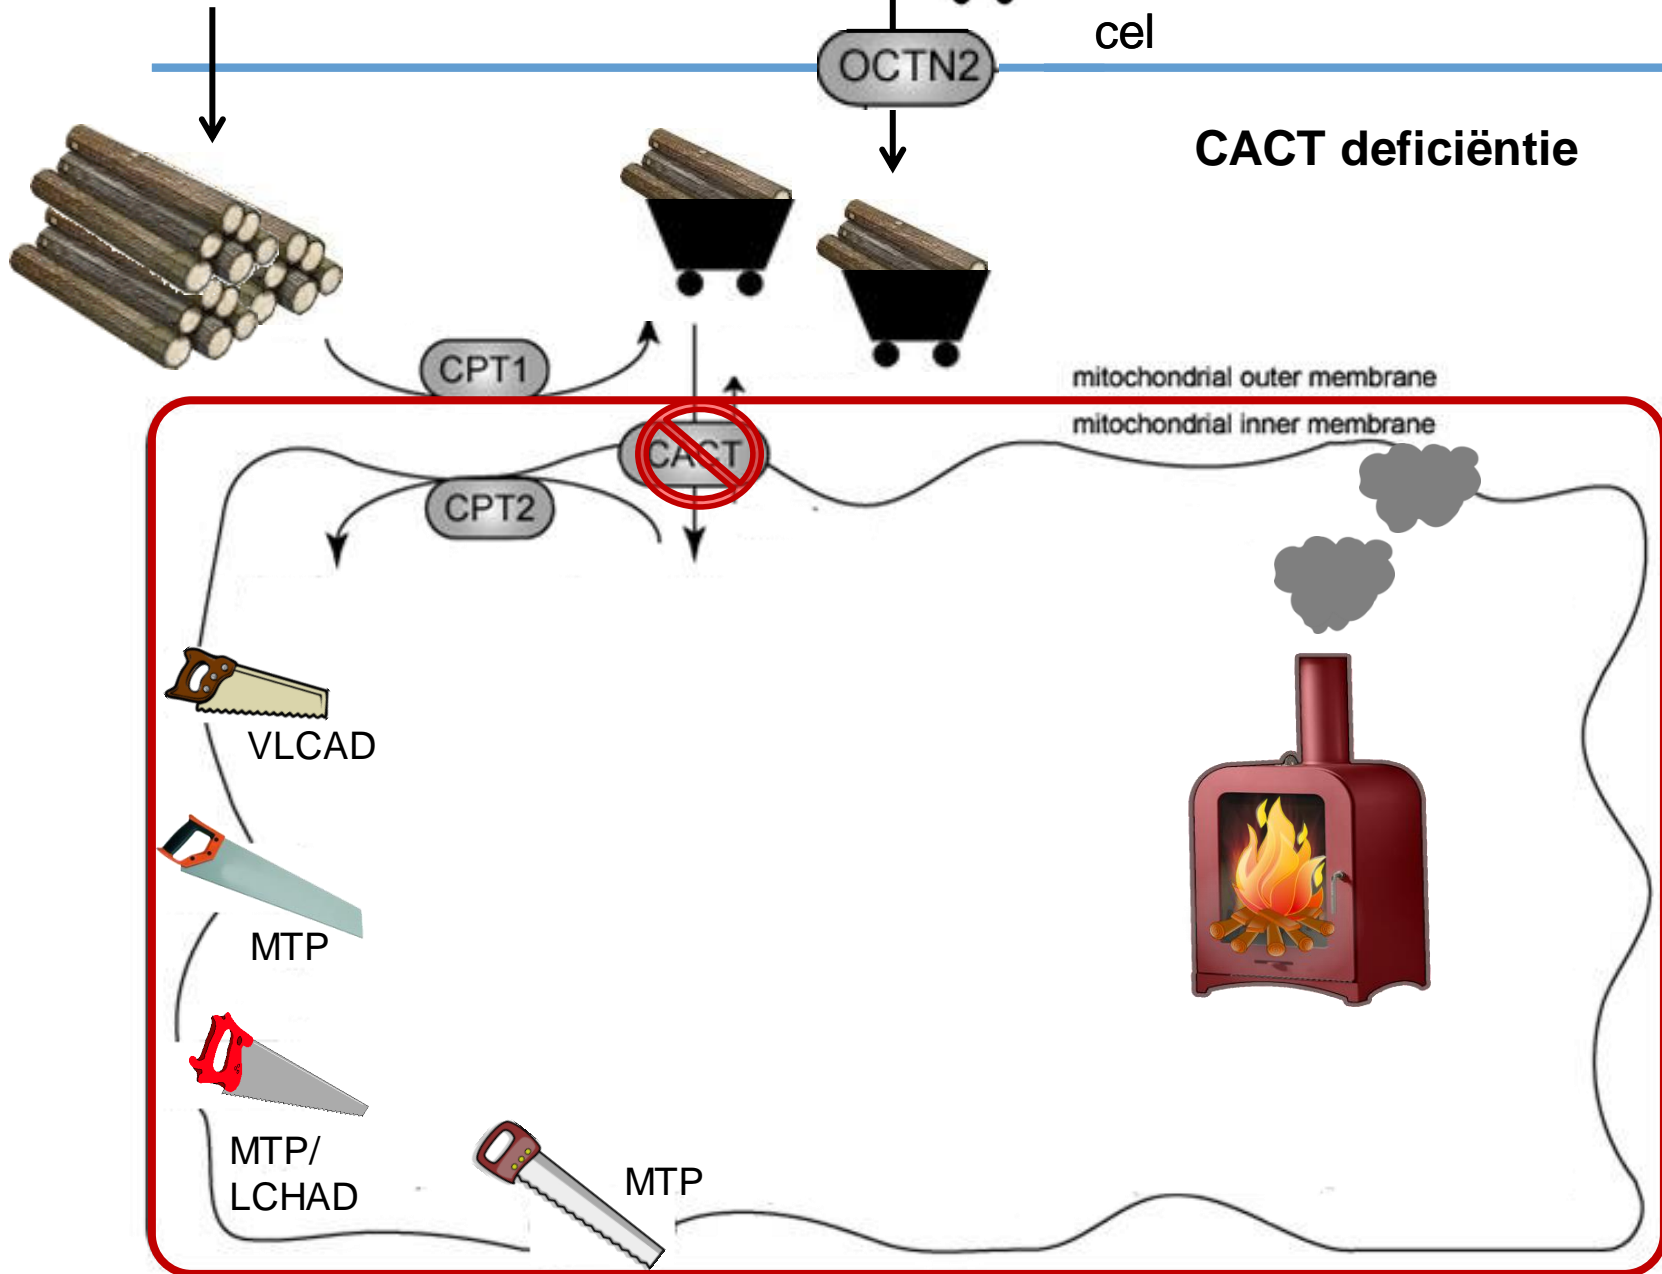 cel
OCTN2
CACT deficiëntie
CPT1
mitochondrial outer membrane
mitochondrial inner membrane
CACT
CPT2
VLCAD
MTP
MTP/
LCHAD
MTP